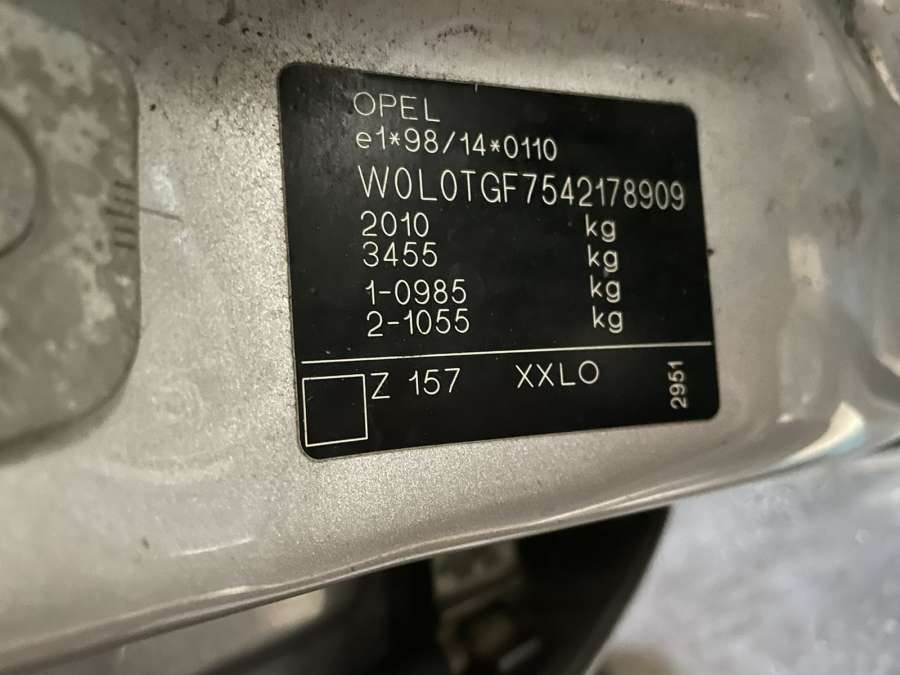 OPEL
e1*98/14*0110
W0L0TGF7542178909
2010 kg
3455 kg
1-0985 kg
2-1055 kg
Z 157 XXLO
2951